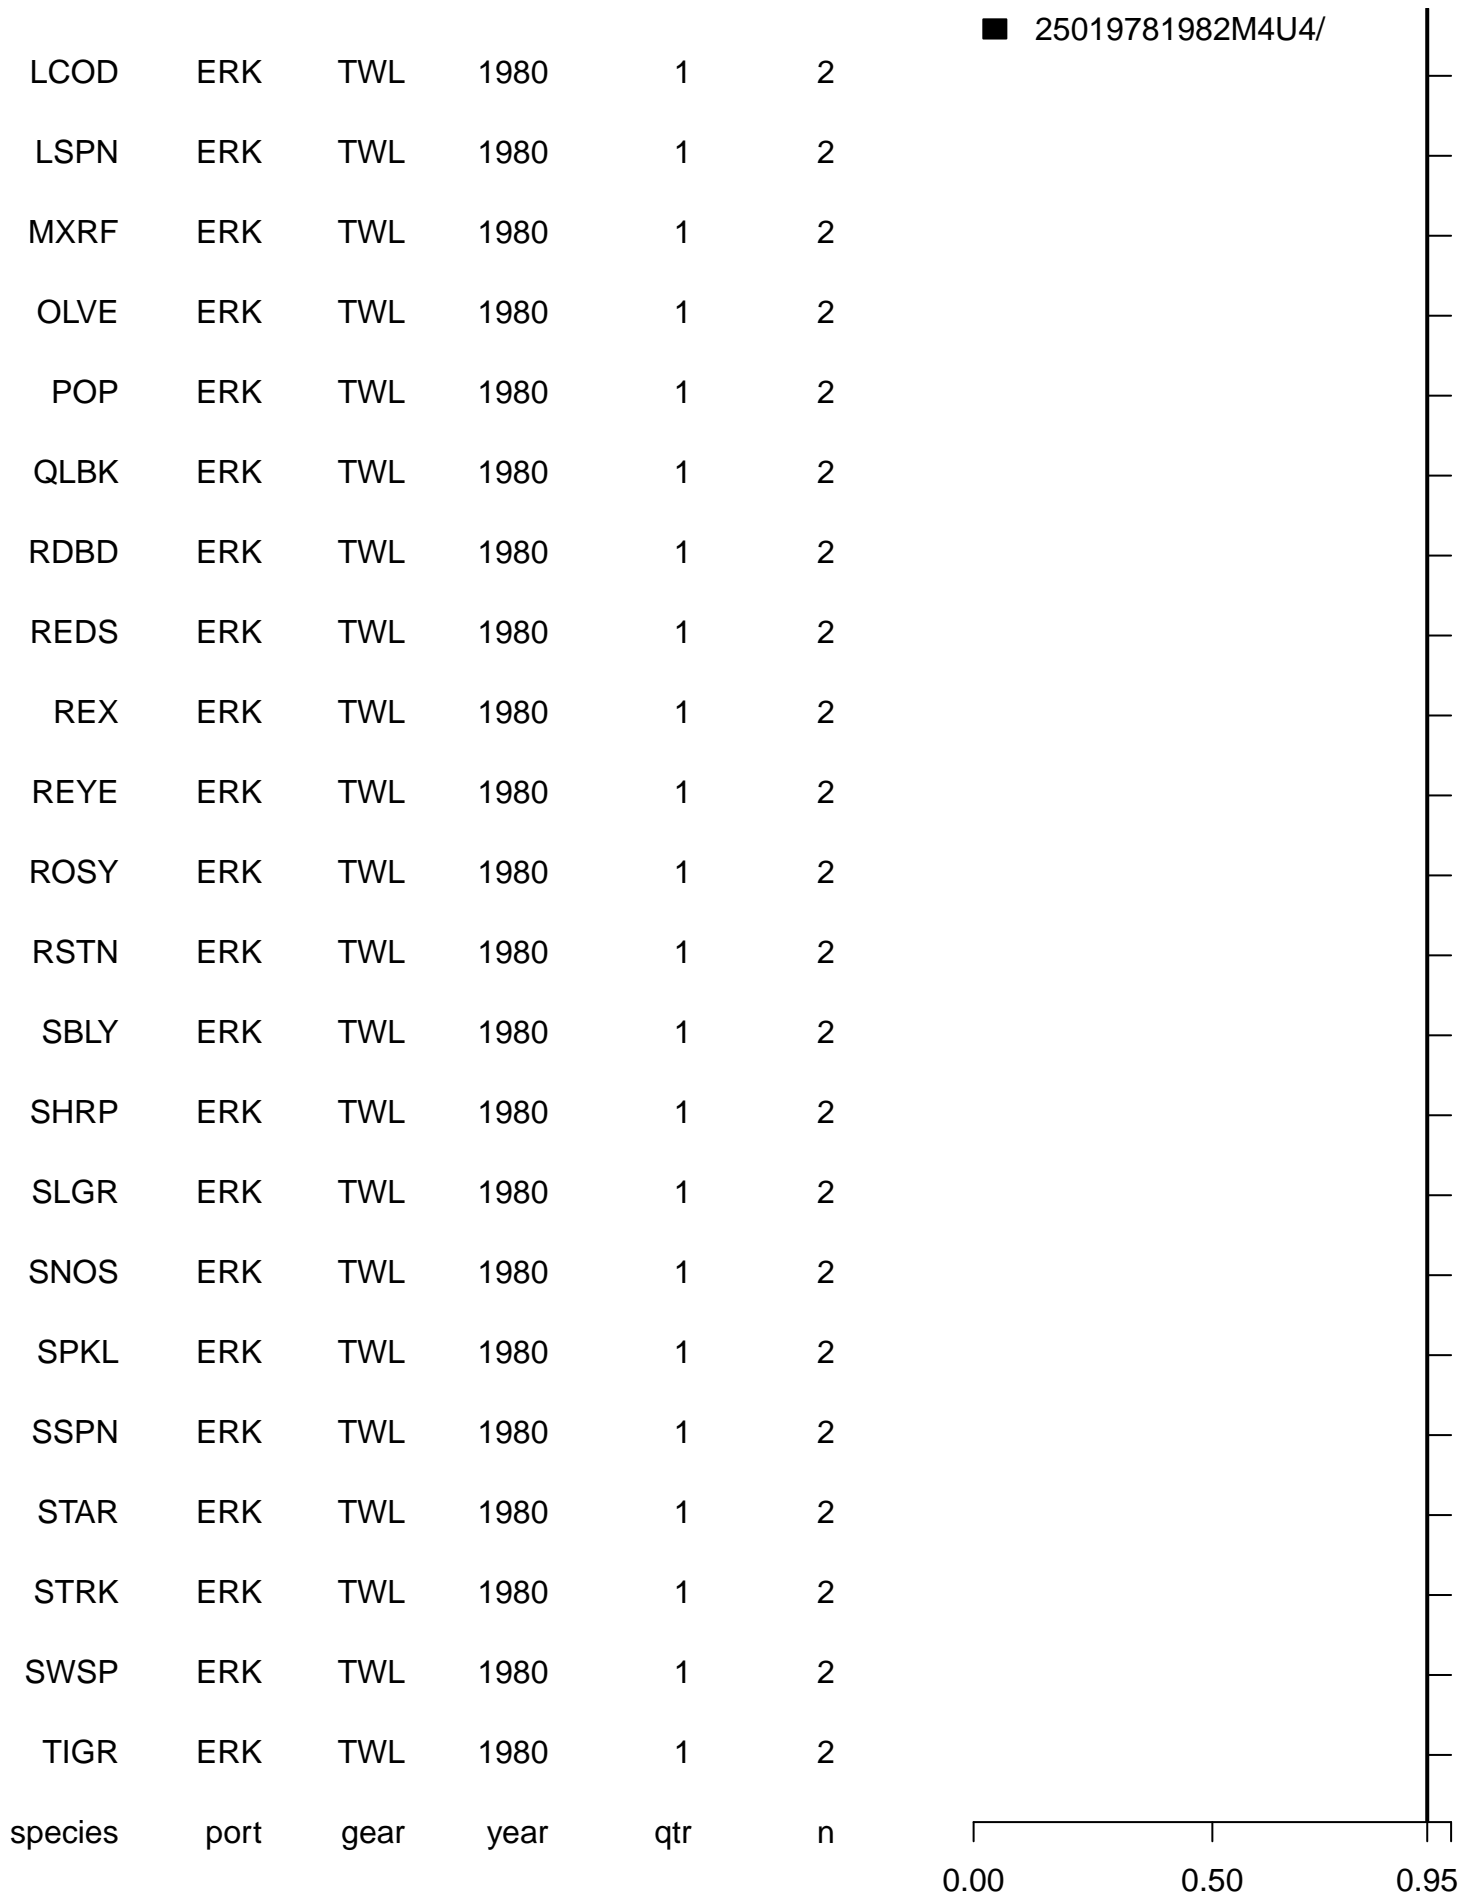 25019781982M4U4/
LCOD ERK TWL 1980 1 2
LSPN ERK TWL 1980 1 2
MXRF ERK TWL 1980 1 2
OLVE ERK TWL 1980 1 2
POP ERK TWL 1980 1 2
QLBK ERK TWL 1980 1 2
RDBD ERK TWL 1980 1 2
REDS ERK TWL 1980 1 2
REX ERK TWL 1980 1 2
REYE ERK TWL 1980 1 2
ROSY ERK TWL 1980 1 2
RSTN ERK TWL 1980 1 2
SBLY ERK TWL 1980 1 2
SHRP ERK TWL 1980 1 2
SLGR ERK TWL 1980 1 2
SNOS ERK TWL 1980 1 2
SPKL ERK TWL 1980 1 2
SSPN ERK TWL 1980 1 2
STAR ERK TWL 1980 1 2
STRK ERK TWL 1980 1 2
SWSP ERK TWL 1980 1 2
TIGR ERK TWL 1980 1 2
species port gear year qtr n
0.00 0.50 0.95